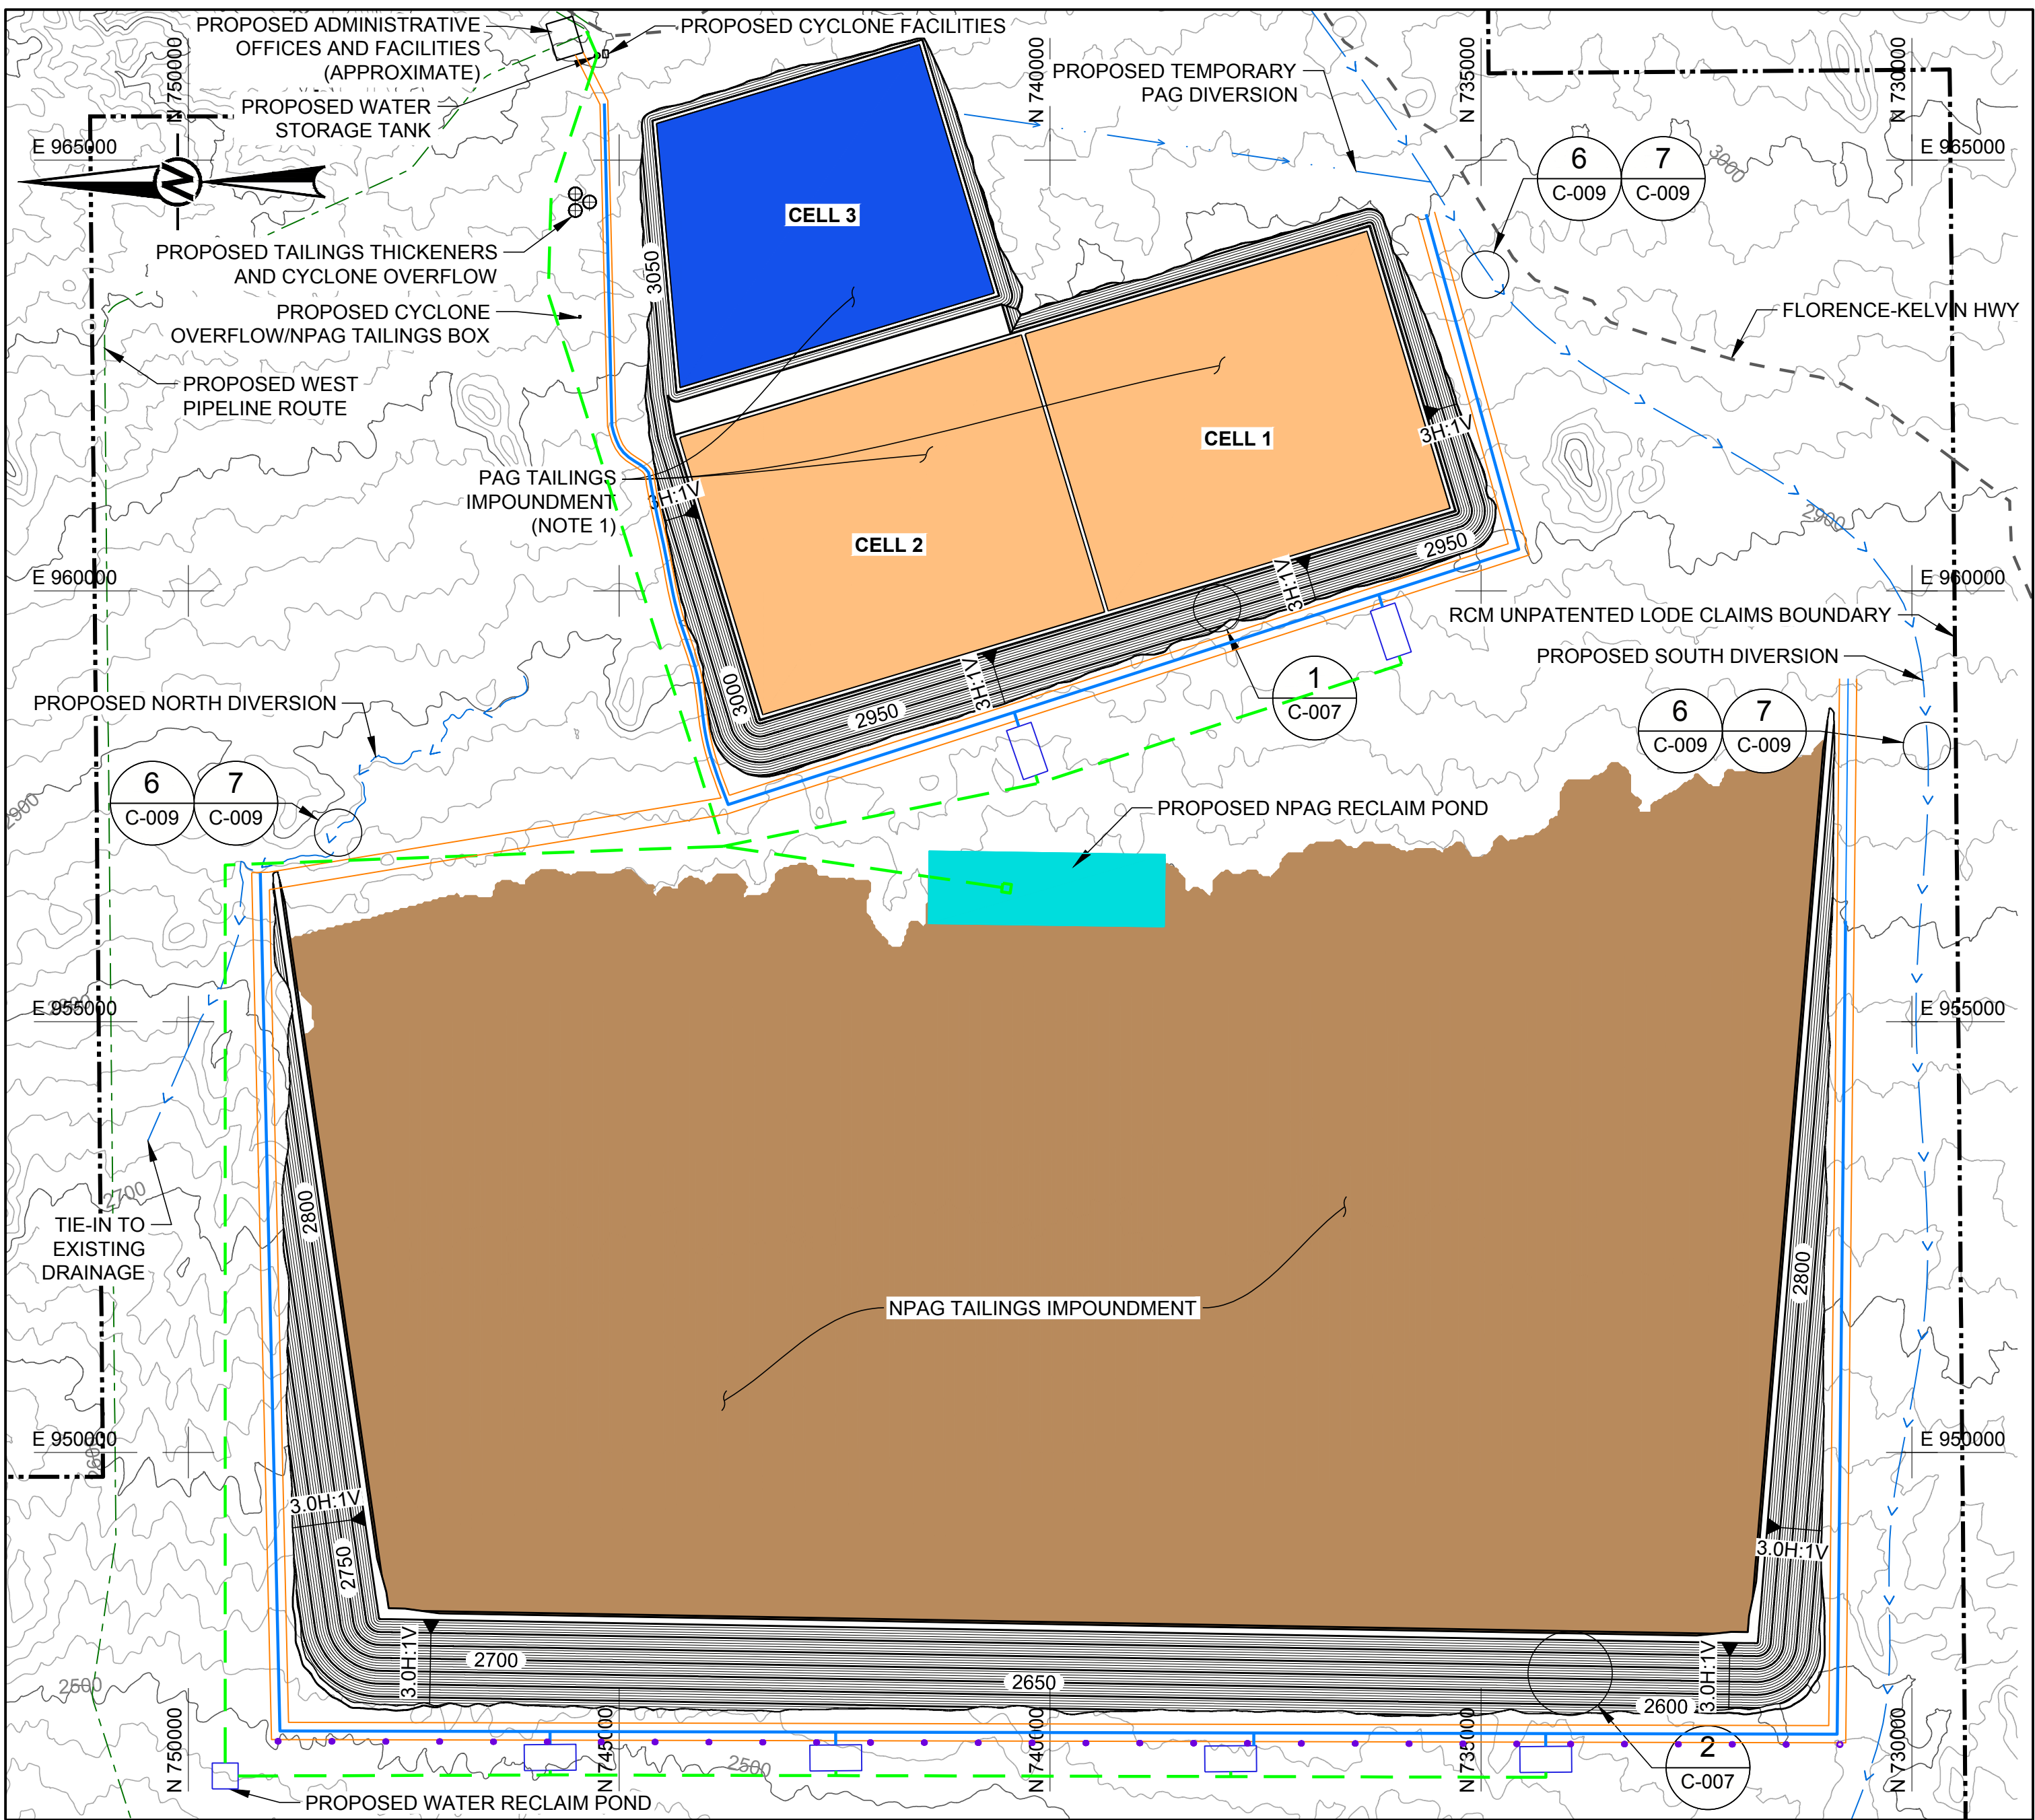 PROPOSED ADMINISTRATIVE
OFFICES AND FACILITIES
(APPROXIMATE)
PROPOSED CYCLONE FACILITIES
N 750000
N 740000
N 735000
N 730000
PROPOSED TEMPORARY
PAG DIVERSION
PROPOSED WATER
STORAGE TANK
E 965000
E 965000
N
6
C-009
7
C-009
3000
CELL 3
PROPOSED TAILINGS THICKENERS
AND CYCLONE OVERFLOW
3050
PROPOSED CYCLONE
OVERFLOW/NPAG TAILINGS BOX
FLORENCE-KELVIN HWY
PROPOSED WEST
PIPELINE ROUTE
3H:1V
CELL 1
PAG TAILINGS
IMPOUNDMENT
(NOTE 1)
3H:1V
CELL 2
2900
2950
E 960000
3H:1V
E 960000
RCM UNPATENTED LODE CLAIMS BOUNDARY
PROPOSED SOUTH DIVERSION
PROPOSED NORTH DIVERSION
3000
2950
3H:1V
1
C-007
6
C-009
7
C-009
6
C-009
7
C-009
2900
PROPOSED NPAG RECLAIM POND
E 955000
E 955000
2700
2800
TIE-IN TO
EXISTING
DRAINAGE
2800
NPAG TAILINGS IMPOUNDMENT
E 950000
E 950000
2600
3.0H:1V
3.0H:1V
2750
3.0H:1V
2700
2650
2600
3.0H:1V
2500
N 750000
N 745000
N 740000
N 735000
N 730000
2500
2
C-007
PROPOSED WATER RECLAIM POND